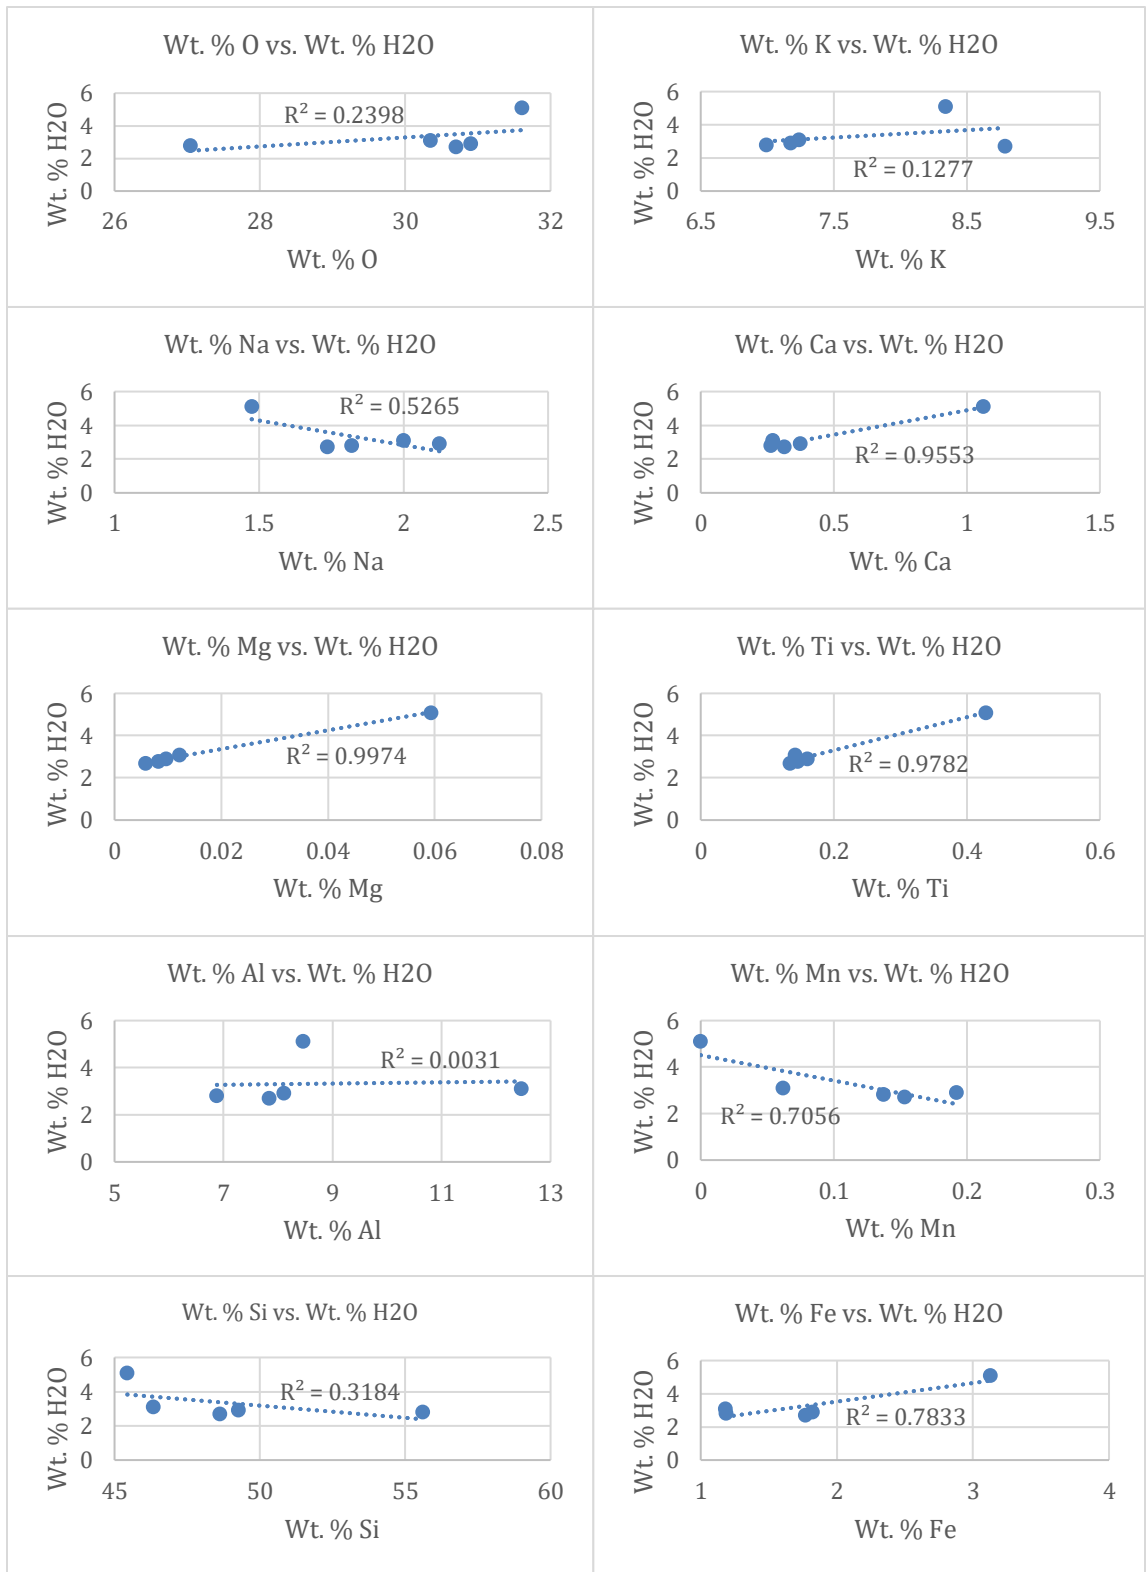 Wt. % O vs. Wt. % H2O
Wt. % H2O
6
4
2
0
R² = 0.2398
26 28 30 32
Wt. % O
Wt. % K vs. Wt. % H2O
Wt. % H2O
6
4
2
0
R² = 0.1277
6.5 7.5 8.5 9.5
Wt. % K
Wt. % Na vs. Wt. % H2O
Wt. % H2O
6
4
2
0
R² = 0.5265
1 1.5 2 2.5
Wt. % Na
Wt. % Ca vs. Wt. % H2O
Wt. % H2O
6
4
2
0
R² = 0.9553
0 0.5 1 1.5
Wt. % Ca
Wt. % Mg vs. Wt. % H2O
Wt. % H2O
6
4
2
0
R² = 0.9974
0 0.02 0.04 0.06 0.08
Wt. % Mg
Wt. % Ti vs. Wt. % H2O
Wt. % H2O
6
4
2
0
R² = 0.9782
0 0.2 0.4 0.6
Wt. % Ti
Wt. % Al vs. Wt. % H2O
Wt. % H2O
6
4
2
0
R² = 0.0031
5 7 9 11 13
Wt. % Al
Wt. % Mn vs. Wt. % H2O
Wt. % H2O
6
4
2
0
R² = 0.7056
0 0.1 0.2 0.3
Wt. % Mn
Wt. % Si vs. Wt. % H2O
Wt. % H2O
6
4
2
0
R² = 0.3184
45 50 55 60
Wt. % Si
Wt. % Fe vs. Wt. % H2O
Wt. % H2O
6
4
2
0
R² = 0.7833
1 2 3 4
Wt. % Fe